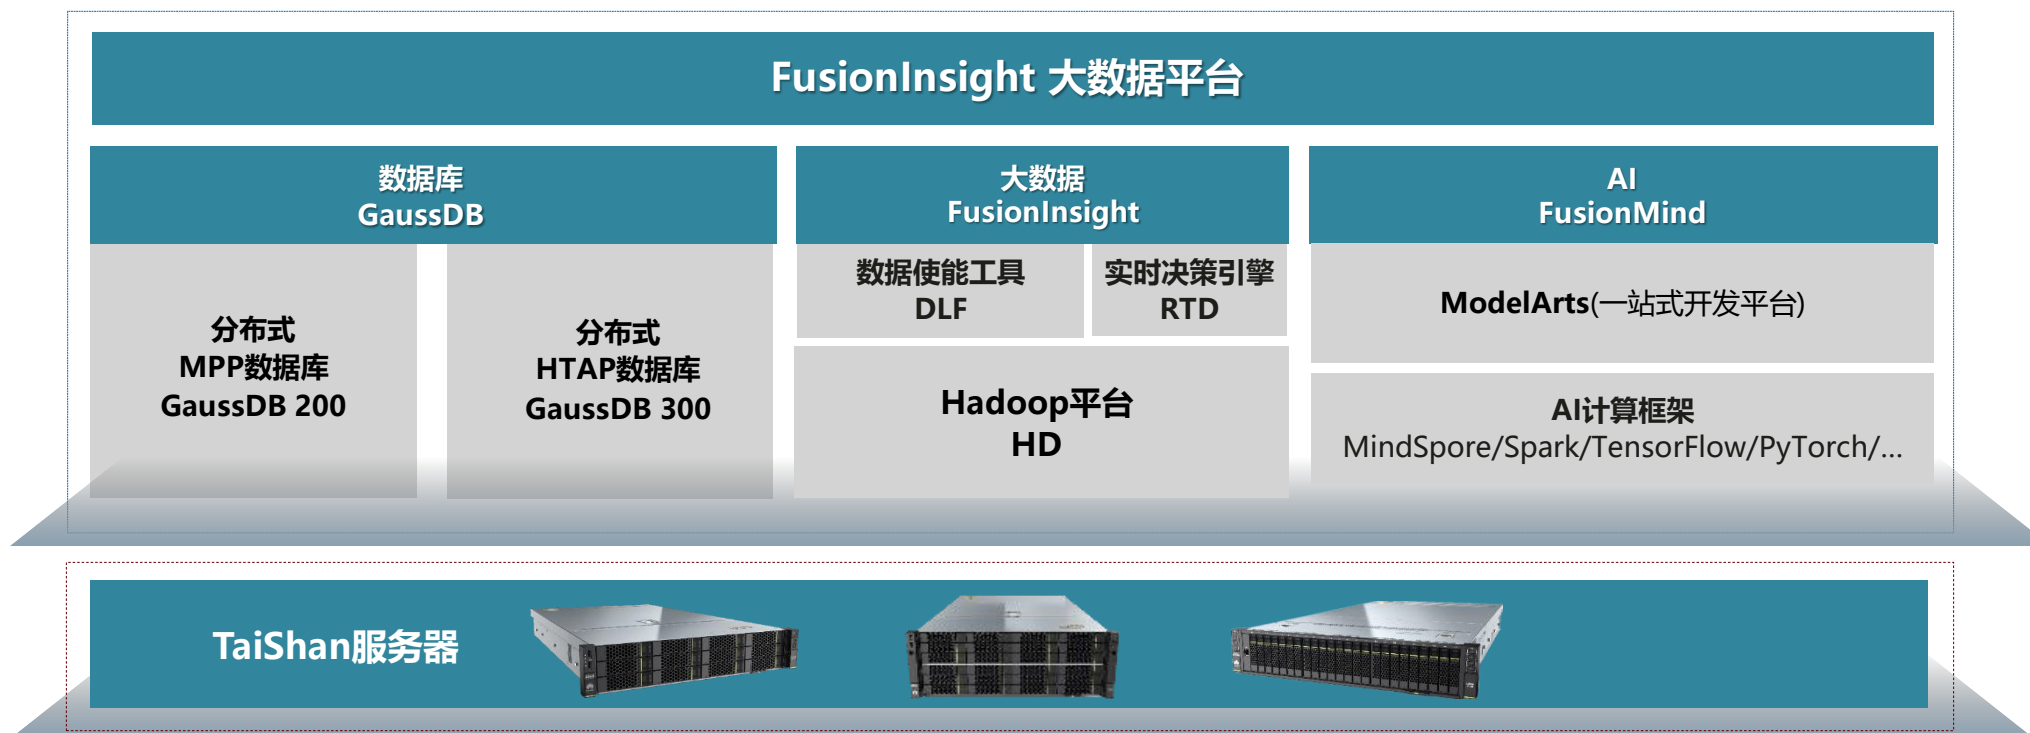 FusionInsight 大数据平台
数据库
GaussDB
大数据
FusionInsight
AI
FusionMind
分布式
MPP数据库
GaussDB 200
分布式
HTAP数据库
GaussDB 300
数据使能工具
DLF
实时决策引擎
RTD
Hadoop平台
HD
ModelArts(一站式开发平台)
AI计算框架
MindSpore/Spark/TensorFlow/PyTorch/...
TaiShan服务器